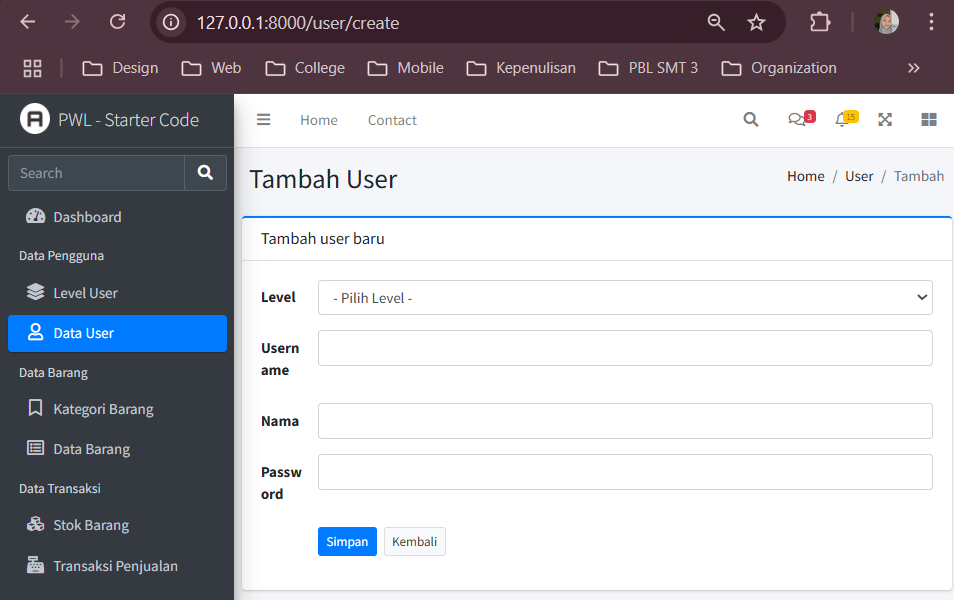 127.0.0.1:8000/user/create
Design Web College Mobile Kepenulisan PBL SMT 3 Organization
A PWL - Starter Code
Home Contact
3
15
Search
Dashboard
Data Pengguna
Level User
Data User
Data Barang
Kategori Barang
Data Barang
Data Transaksi
Stok Barang
Transaksi Penjualan
Tambah User
Home / User / Tambah
Tambah user baru
Level
- Pilih Level -
Usern
ame
Nama
Passw
ord
Simpan Kembali